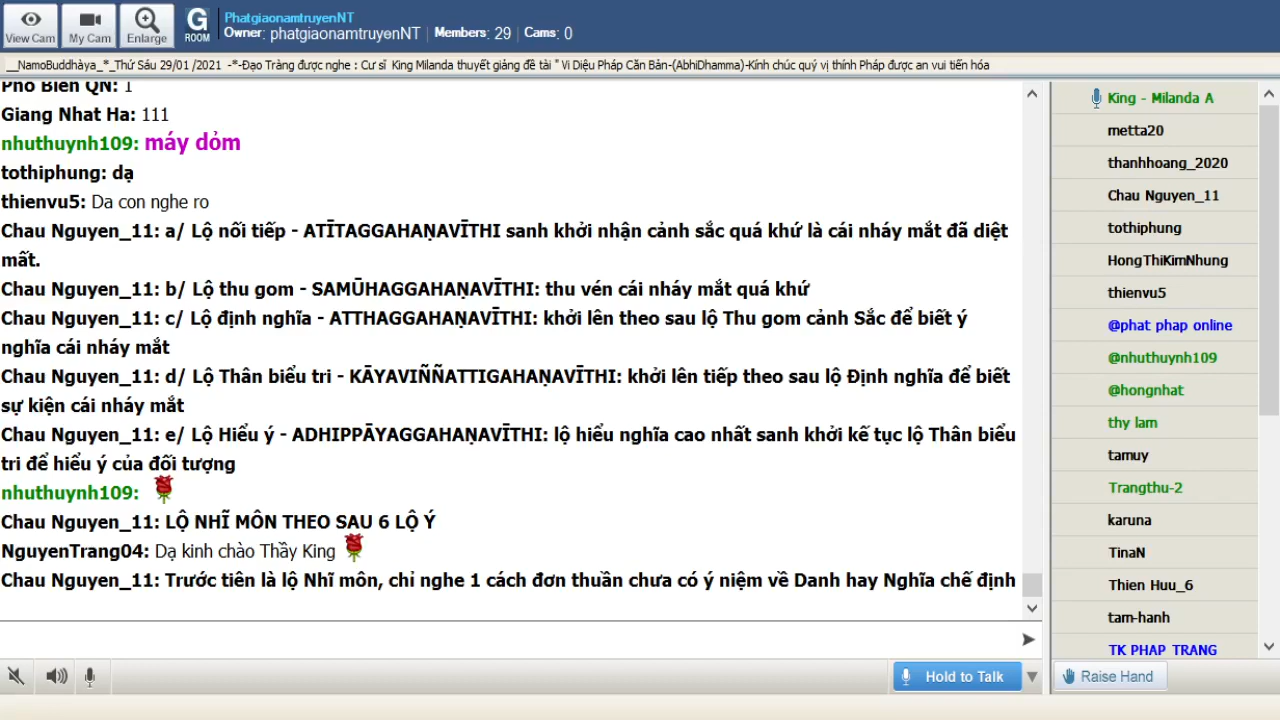 View Cam
My Cam
Enlarge
G
ROOM
PhatgiaonamtruyenNT
Owner: phatgiaonamtruyenNT | Members: 29 | Cams: 0
__NamoBuddhàya_*_Thứ Sáu 29/01 /2021 -*-Đạo Tràng được nghe : Cư sĩ King Milanda thuyết giảng đề tài " Vi Diệu Pháp Căn Bản-(AbhiDhamma)-Kính chúc quý vị thính Pháp được an vui tiến hóa
Pho Bien QN: 1
Giang Nhat Ha: 111
nhuthuynh109: máy dỏm
tothiphung: dạ
thienvu5: Da con nghe ro
Chau Nguyen_11: a/ Lộ nối tiếp - ATĪTAGGAHAṆAVĪTHI sanh khởi nhận cảnh sắc quá khứ là cái nháy mắt đã diệt
mất.
Chau Nguyen_11: b/ Lộ thu gom - SAMŪHAGGAHAṆAVĪTHI: thu vén cái nháy mắt quá khứ
Chau Nguyen_11: c/ Lộ định nghĩa - ATTHAGGAHAṆAVĪTHI: khởi lên theo sau lộ Thu gom cảnh Sắc để biết ý
nghĩa cái nháy mắt
Chau Nguyen_11: d/ Lộ Thân biểu tri - KĀYAVIÑÑATTIGAHAṆAVĪTHI: khởi lên tiếp theo sau lộ Định nghĩa để biết
sự kiện cái nháy mắt
Chau Nguyen_11: e/ Lộ Hiểu ý - ADHIPPĀYAGGAHAṆAVĪTHI: lộ hiểu nghĩa cao nhất sanh khởi kế tục lộ Thân biểu
tri để hiểu ý của đối tượng
nhuthuynh109:
Chau Nguyen_11: LỘ NHĨ MÔN THEO SAU 6 LỘ Ý
NguyenTrang04: Dạ kinh chào Thầy King
Chau Nguyen_11: Trước tiên là lộ Nhĩ môn, chỉ nghe 1 cách đơn thuần chưa có ý niệm về Danh hay Nghĩa chế định
King - Milanda A
metta20
thanhhoang_2020
Chau Nguyen_11
tothiphung
HongThiKimNhung
thienvu5
@phat phap online
@nhuthuynh109
@hongnhat
thy lam
tamuy
Trangthu-2
karuna
TinaN
Thien Huu_6
tam-hanh
TK PHAP TRANG
Hold to Talk
Raise Hand